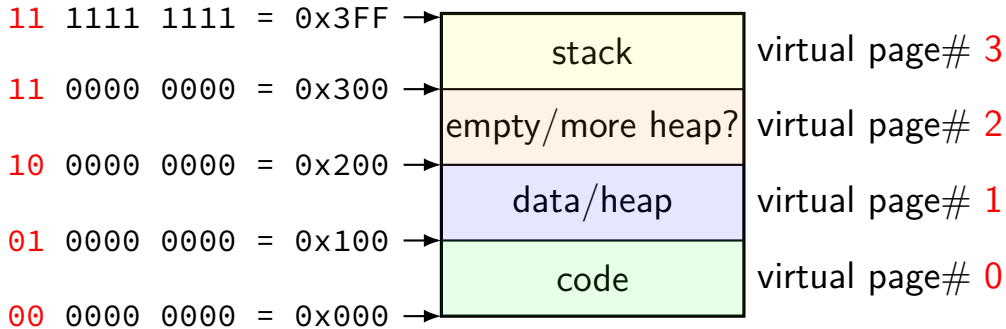 11 1111 1111 = 0x3FF
stack
virtual page# 3
11 0000 0000 = 0x300
empty/more heap?
virtual page# 2
10 0000 0000 = 0x200
data/heap
virtual page# 1
01 0000 0000 = 0x100
code
virtual page# 0
00 0000 0000 = 0x000